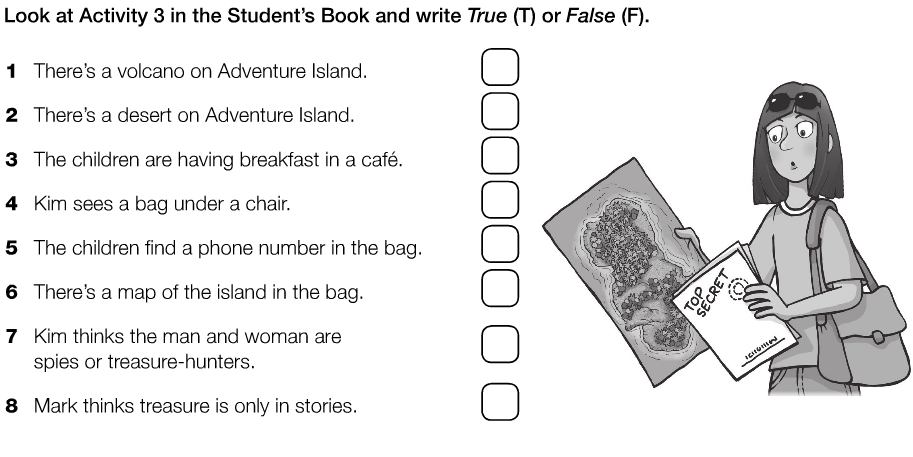 Look at Activity 3 in the Student's Book and write True (T) or False (F).
1 There's a volcano on Adventure Island.
2 There's a desert on Adventure Island.
3 The children are having breakfast in a café.
4 Kim sees a bag under a chair.
5 The children find a phone number in the bag.
6 There's a map of the island in the bag.
7 Kim thinks the man and woman are
spies or treasure-hunters.
8 Mark thinks treasure is only in stories.
TOP
SECRET